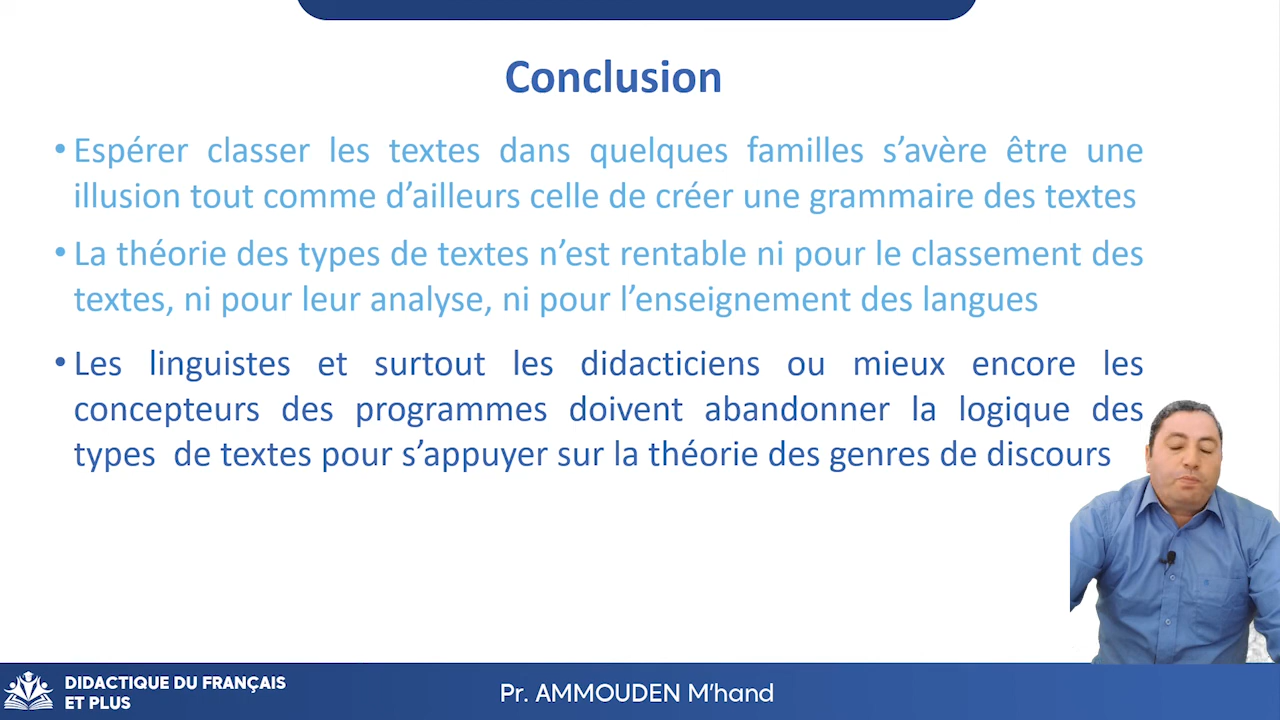 Conclusion
• Espérer classer les textes dans quelques familles s’avère être une
illusion tout comme d’ailleurs celle de créer une grammaire des textes
• La théorie des types de textes n’est rentable ni pour le classement des
textes, ni pour leur analyse, ni pour l’enseignement des langues
• Les linguistes et surtout les didacticiens ou mieux encore les
concepteurs des programmes doivent abandonner la logique des
types de textes pour s’appuyer sur la théorie des genres de discours
DIDACTIQUE DU FRANÇAIS
ET PLUS
Pr. AMMOUDEN M’hand